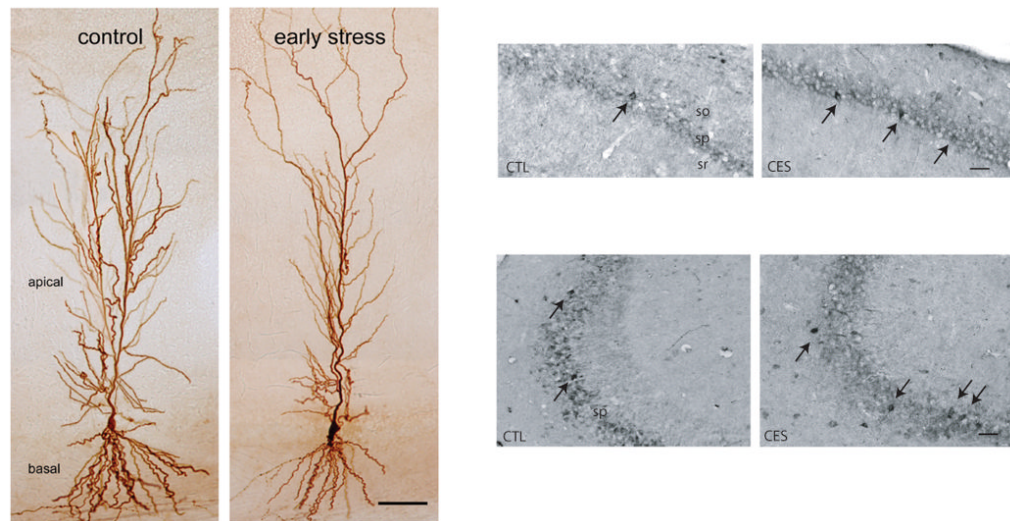 control
early stress
apical
basal
so
sp
sr
CTL
CES
sp
CTL
CES